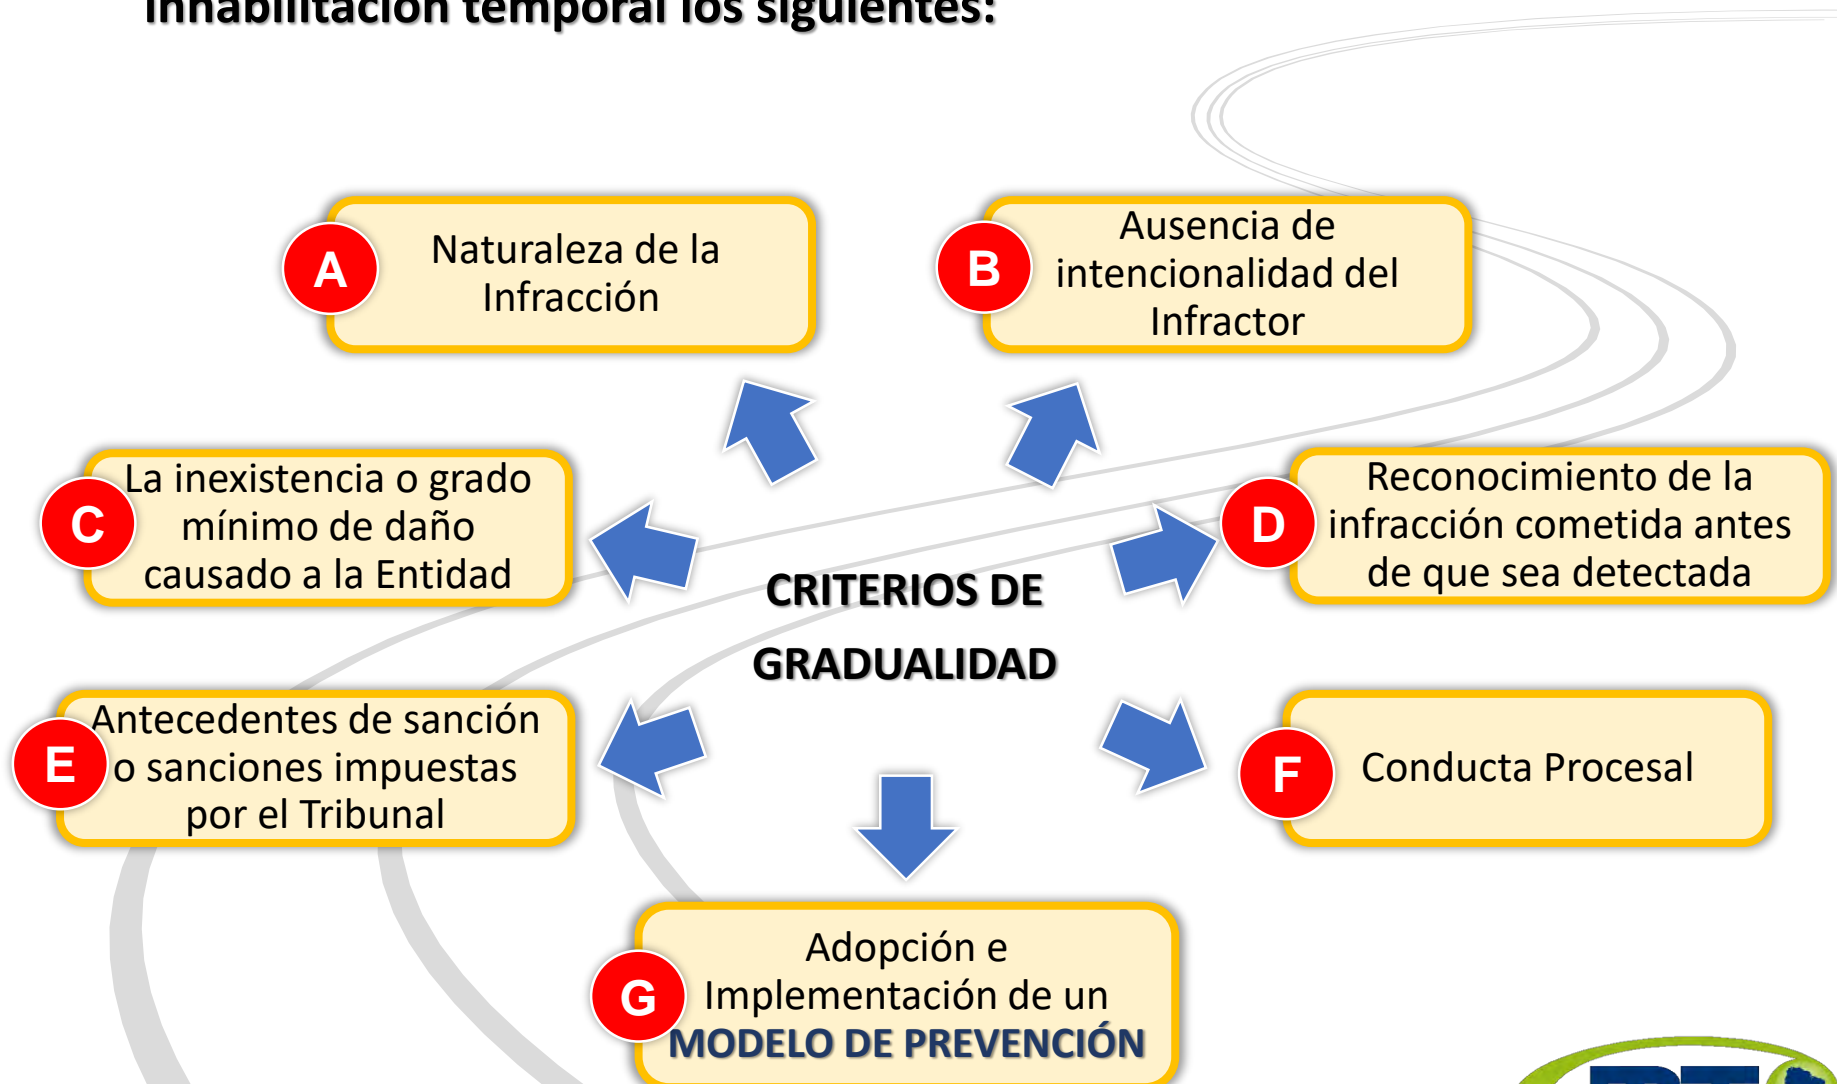 inhabilitación temporal los siguientes:
A
Naturaleza de la
Infracción
B
Ausencia de
intencionalidad del
Infractor
C
La inexistencia o grado
mínimo de daño
causado a la Entidad
D
Reconocimiento de la
infracción cometida antes
de que sea detectada
CRITERIOS DE
GRADUALIDAD
E
Antecedentes de sanción
o sanciones impuestas
por el Tribunal
F
Conducta Procesal
G
Adopción e
Implementación de un
MODELO DE PREVENCIÓN